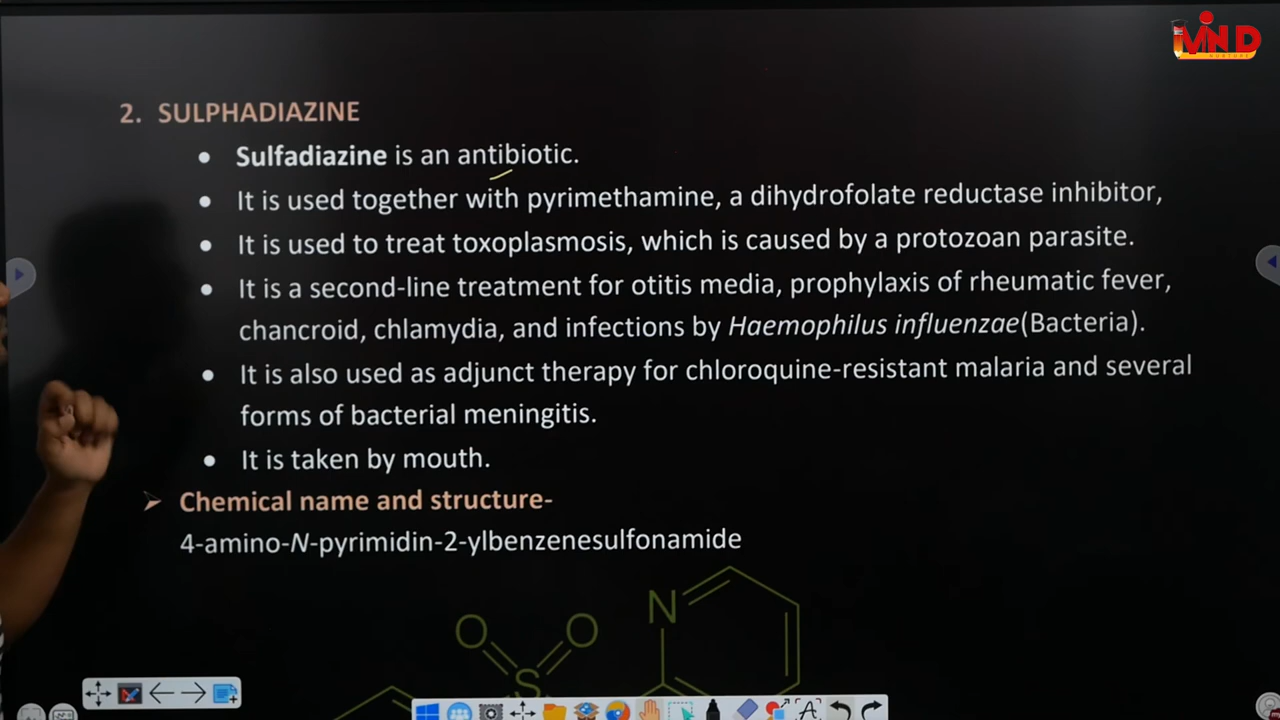 MIND
2. SULPHADIAZINE
• Sulfadiazine is an antibiotic.
• It is used together with pyrimethamine, a dihydrofolate reductase inhibitor,
• It is used to treat toxoplasmosis, which is caused by a protozoan parasite.
• It is a second-line treatment for otitis media, prophylaxis of rheumatic fever,
chancroid, chlamydia, and infections by Haemophilus influenzae(Bacteria).
• It is also used as adjunct therapy for chloroquine-resistant malaria and several
forms of bacterial meningitis.
• It is taken by mouth.
➢ Chemical name and structure-
4-amino-N-pyrimidin-2-ylbenzenesulfonamide
N
O O
S
A